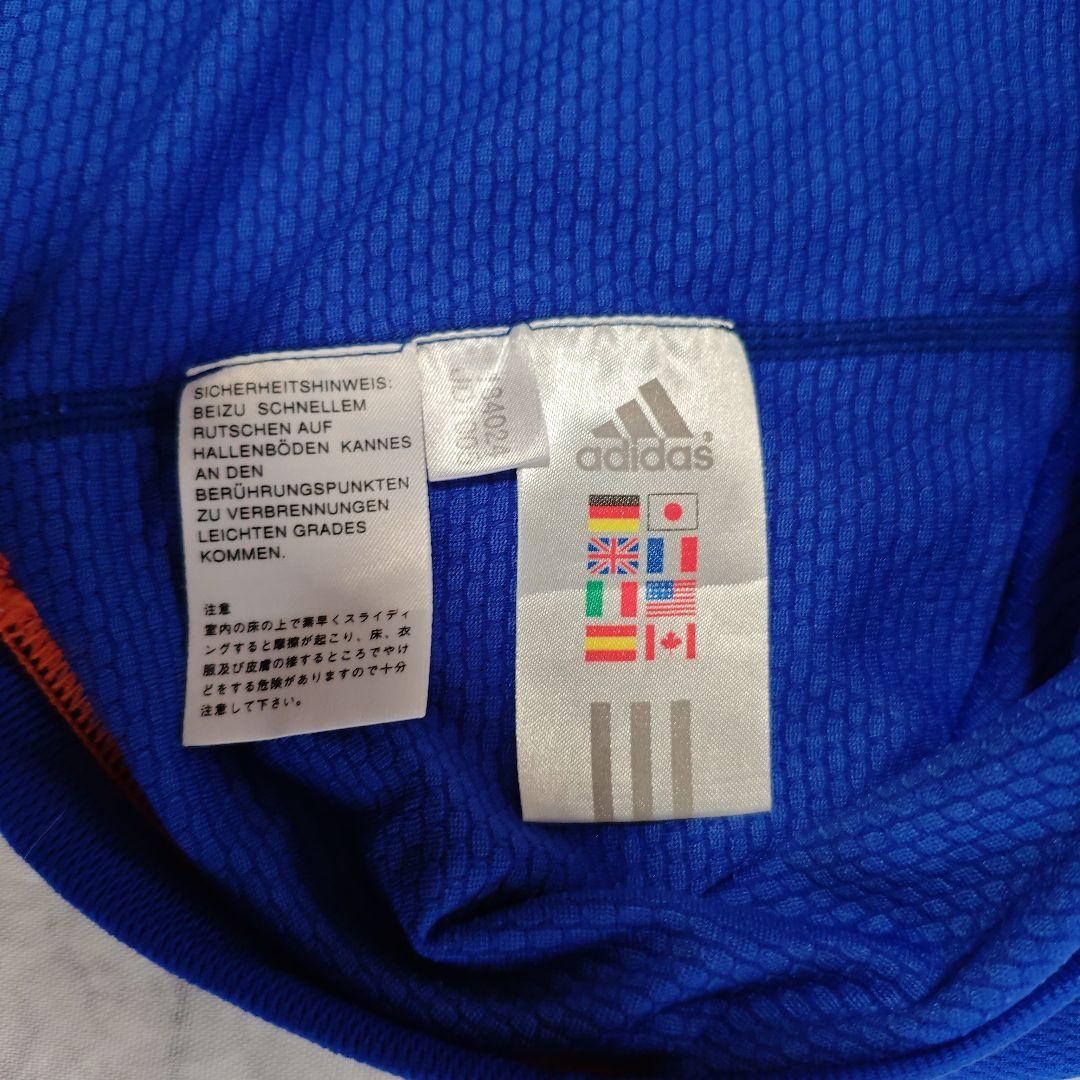 SICHERHEITSHINWEIS:
BEIZU SCHNELLEM
RUTSCHEN AUF
HALLENBÖDEN KANNES
AN DEN
BERÜHRUNGSPUNKTEN
ZU VERBRENNUNGEN
LEICHTEN GRADES
KOMMEN.
注意
室内の床の上で素早くスライディ
ングすると摩擦が起こり、床、衣
服及び皮膚の接するところでやけ
どをする危険がありますので十分
注意して下さい。
adidas